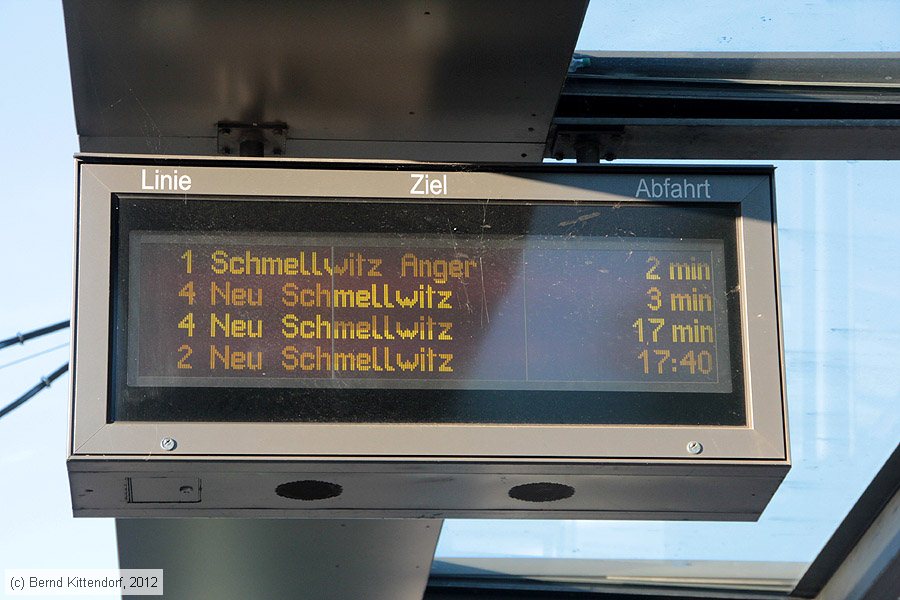 Linie Ziel Abfahrt
1 Schmellwitz Anger 2 min
4 Neu Schmellwitz 3 min
4 Neu Schmellwitz 17 min
2 Neu Schmellwitz 17:40
(c) Bernd Kittendorf, 2012